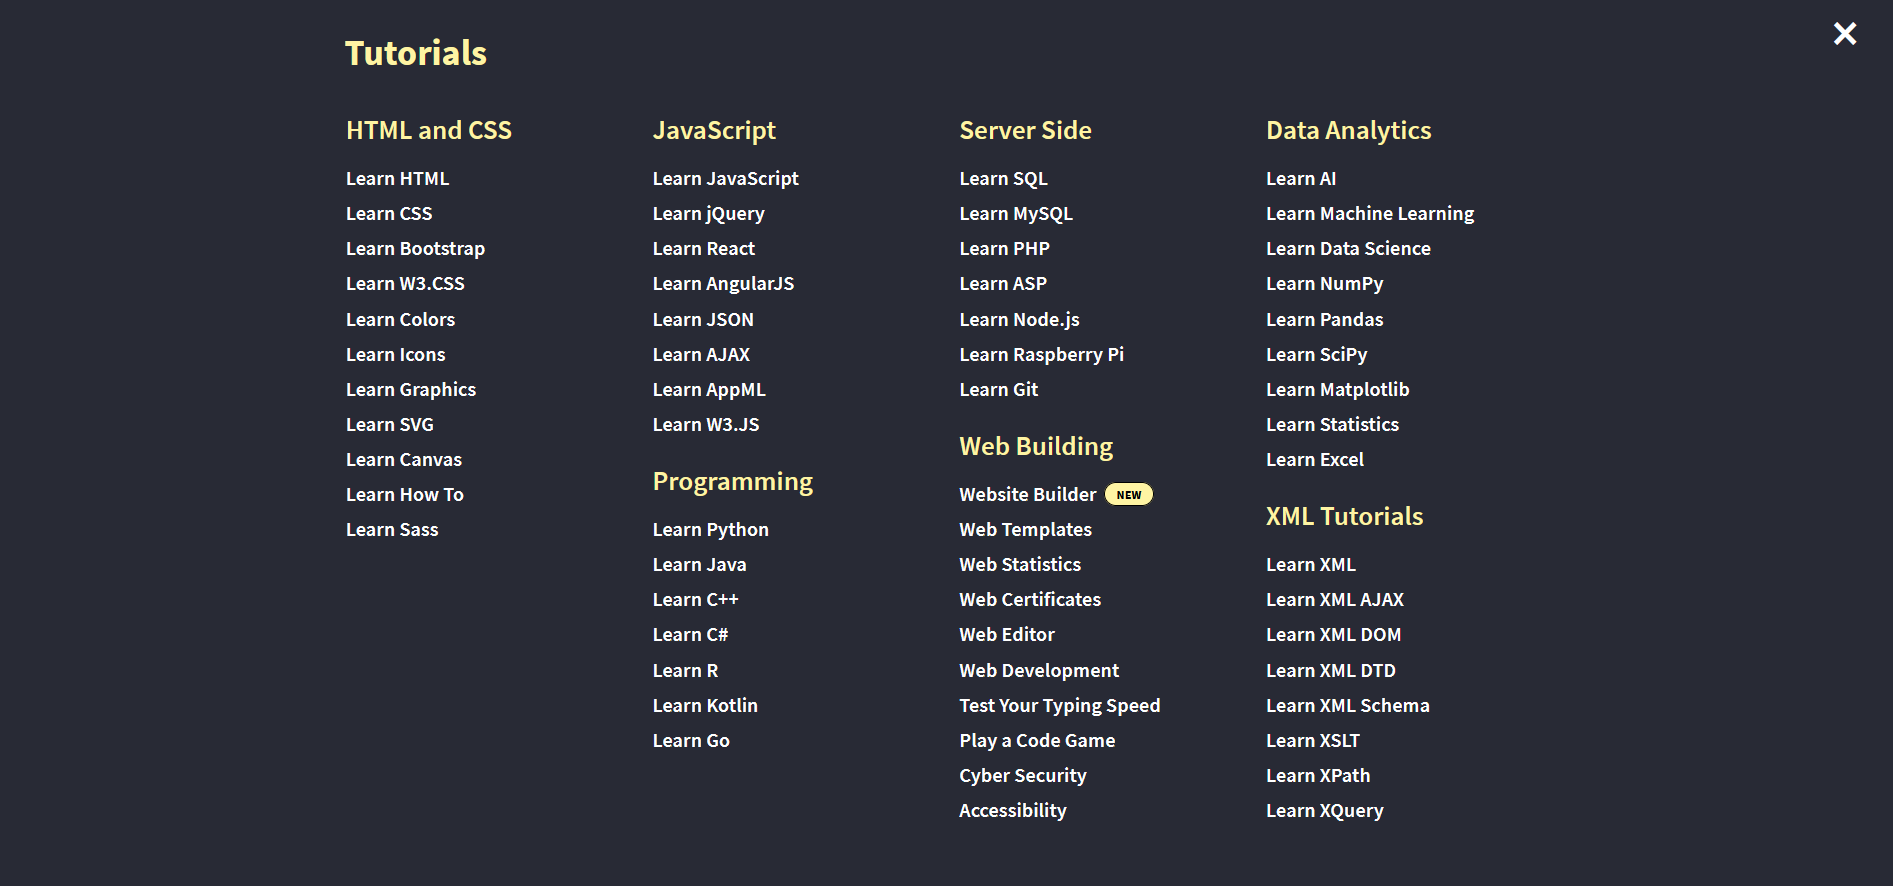 Tutorials
HTML and CSS
Learn HTML
Learn CSS
Learn Bootstrap
Learn W3.CSS
Learn Colors
Learn Icons
Learn Graphics
Learn SVG
Learn Canvas
Learn How To
Learn Sass
JavaScript
Learn JavaScript
Learn jQuery
Learn React
Learn AngularJS
Learn JSON
Learn AJAX
Learn AppML
Learn W3.JS
Programming
Learn Python
Learn Java
Learn C++
Learn C#
Learn R
Learn Kotlin
Learn Go
Server Side
Learn SQL
Learn MySQL
Learn PHP
Learn ASP
Learn Node.js
Learn Raspberry Pi
Learn Git
Web Building
Website Builder NEW
Web Templates
Web Statistics
Web Certificates
Web Editor
Web Development
Test Your Typing Speed
Play a Code Game
Cyber Security
Accessibility
Data Analytics
Learn AI
Learn Machine Learning
Learn Data Science
Learn NumPy
Learn Pandas
Learn SciPy
Learn Matplotlib
Learn Statistics
Learn Excel
XML Tutorials
Learn XML
Learn XML AJAX
Learn XML DOM
Learn XML DTD
Learn XML Schema
Learn XSLT
Learn XPath
Learn XQuery